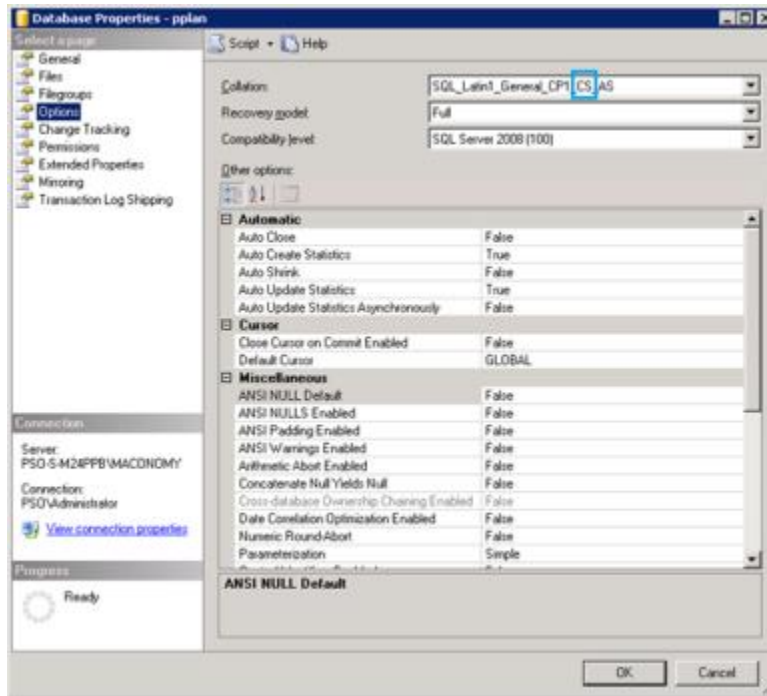 Database Properties - pplan
Select a page
General
Files
Filegroups
Options
Change Tracking
Permissions
Extended Properties
Mirroring
Transaction Log Shipping
Connection
Server:
PSO-S-M24PPB\MACONOMY
Connection:
PSO\Administrator
View connection properties
Progress
Ready
Script Help
Collation: SQL_Latin1_General_CP1_CS_AS
Recovery model: Full
Compatibility level: SQL Server 2008 (100)
Other options:
Automatic
Auto Close False
Auto Create Statistics True
Auto Shrink False
Auto Update Statistics True
Auto Update Statistics Asynchronously False
Cursor
Close Cursor on Commit Enabled False
Default Cursor GLOBAL
Miscellaneous
ANSI NULL Default False
ANSI NULLS Enabled False
ANSI Padding Enabled False
ANSI Warnings Enabled False
Arithmetic Abort Enabled False
Concatenate Null Yields Null False
Cross-database Ownership Chaining Enabled False
Date Correlation Optimization Enabled False
Numeric Round-Abort False
Parameterization Simple
ANSI NULL Default
OK Cancel